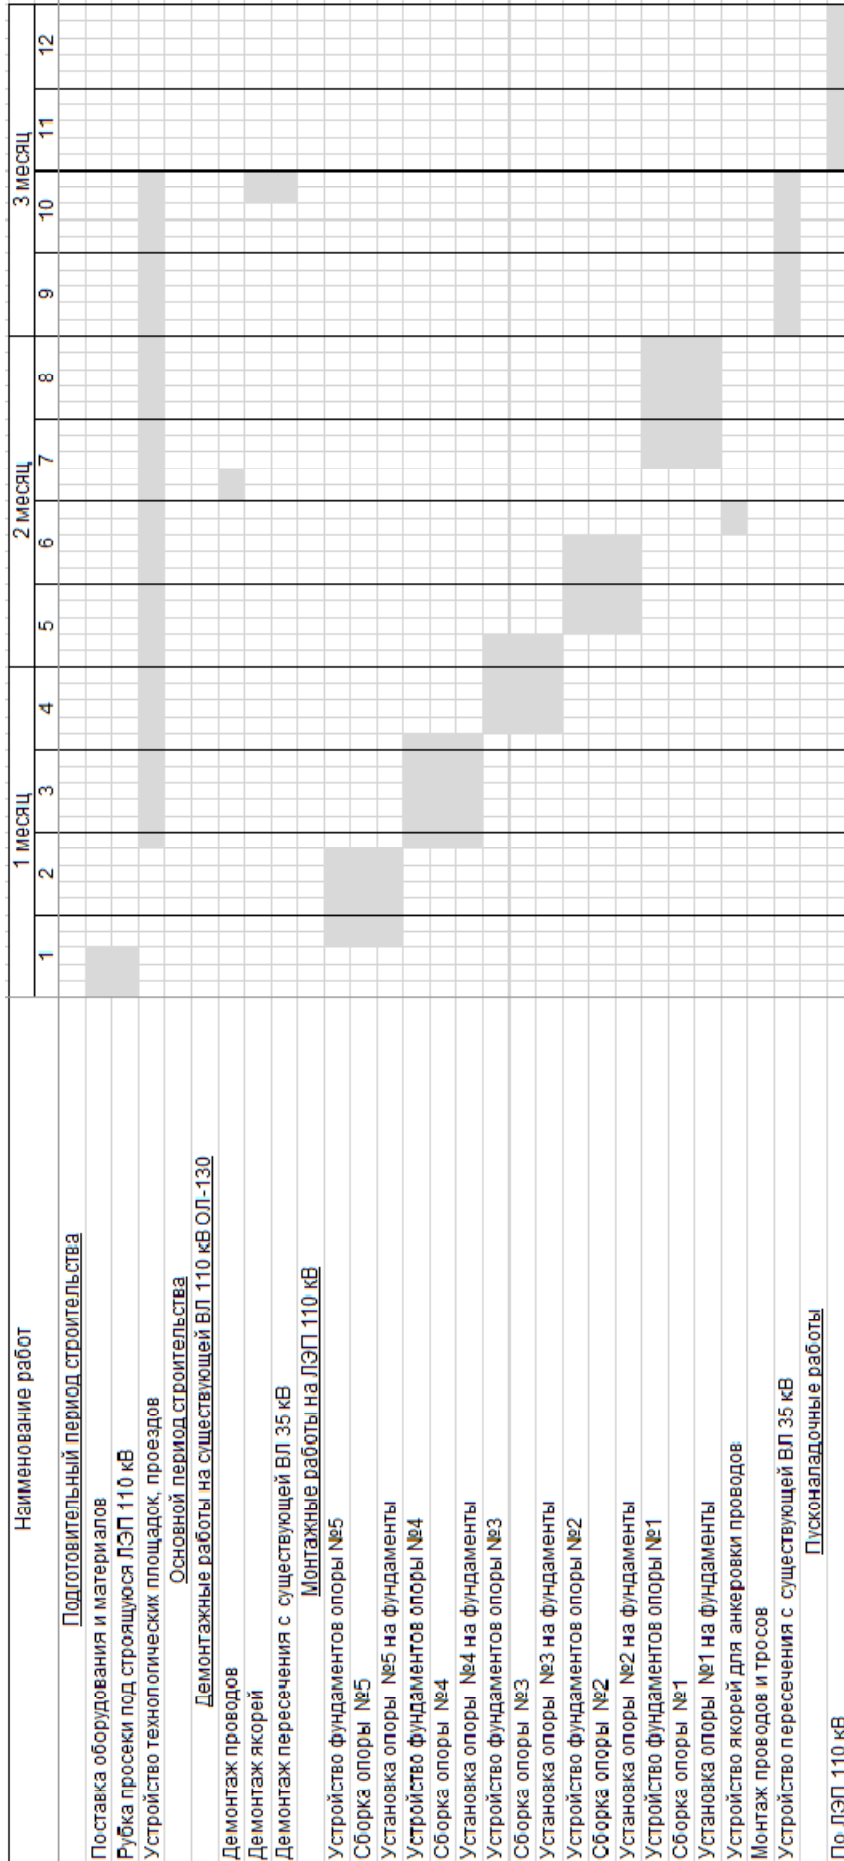 Наименование работ
1 месяц
2 месяц
3 месяц
1
2
3
4
5
6
7
8
9
10
11
12
Подготовительный период строительства
Поставка оборудования и материалов
Рубка просеки под строящуюся ЛЭП 110 кВ
Устройство технологических площадок, проездов
Основной период строительства
Демонтажные работы на существующей ВЛ 110 кВ ОЛ-130
Демонтаж проводов
Демонтаж якорей
Демонтаж пересечения с существующей ВЛ 35 кВ
Монтажные работы на ЛЭП 110 кВ
Устройство фундаментов опоры №5
Сборка опоры №5
Установка опоры №5 на фундаменты
Устройство фундаментов опоры №4
Сборка опоры №4
Установка опоры №4 на фундаменты
Устройство фундаментов опоры №3
Сборка опоры №3
Установка опоры №3 на фундаменты
Устройство фундаментов опоры №2
Сборка опоры №2
Установка опоры №2 на фундаменты
Устройство фундаментов опоры №1
Сборка опоры №1
Установка опоры №1 на фундаменты
Устройство якорей для анкеровки проводов
Монтаж проводов и тросов
Устройство пересечения с существующей ВЛ 35 кВ
Пусконаладочные работы
По ЛЭП 110 кВ